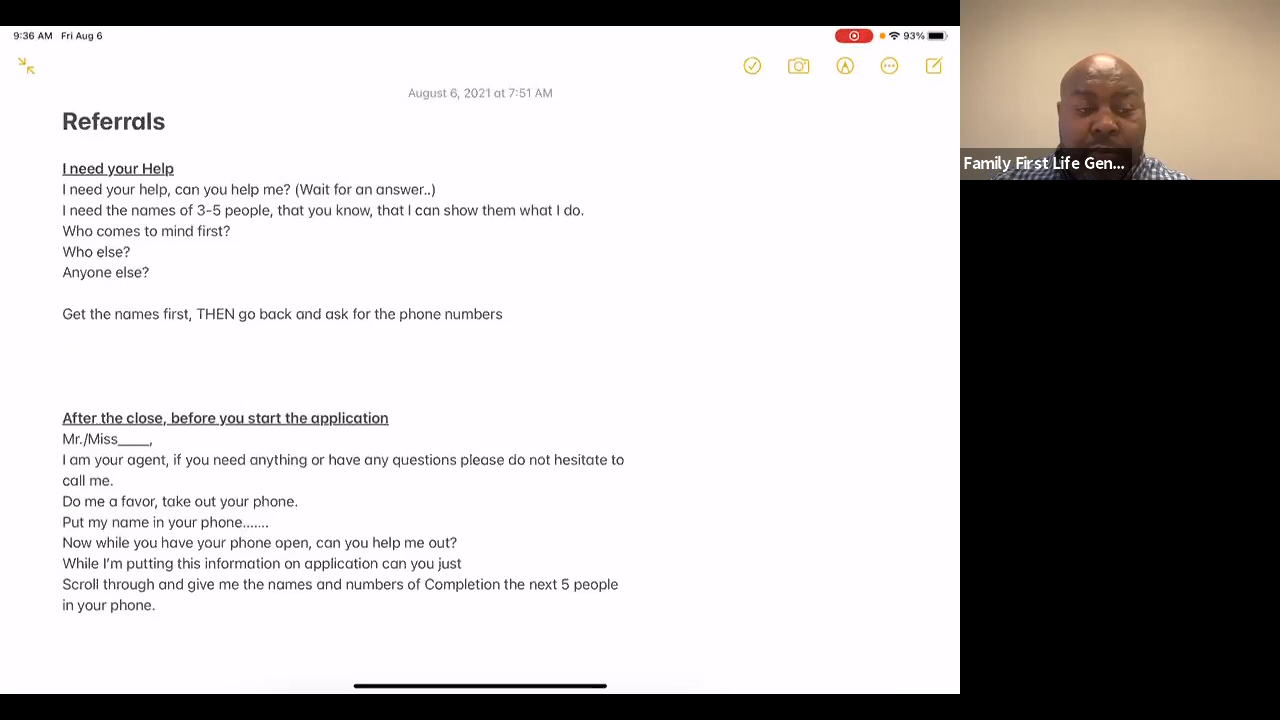 9:36 AM Fri Aug 6
93%
August 6, 2021 at 7:51 AM
Referrals
I need your Help
I need your help, can you help me? (Wait for an answer..)
I need the names of 3-5 people, that you know, that I can show them what I do.
Who comes to mind first?
Who else?
Anyone else?
Get the names first, THEN go back and ask for the phone numbers
After the close, before you start the application
Mr./Miss____,
I am your agent, if you need anything or have any questions please do not hesitate to
call me.
Do me a favor, take out your phone.
Put my name in your phone.......
Now while you have your phone open, can you help me out?
While I'm putting this information on application can you just
Scroll through and give me the names and numbers of Completion the next 5 people
in your phone.
Family First Life Gen...